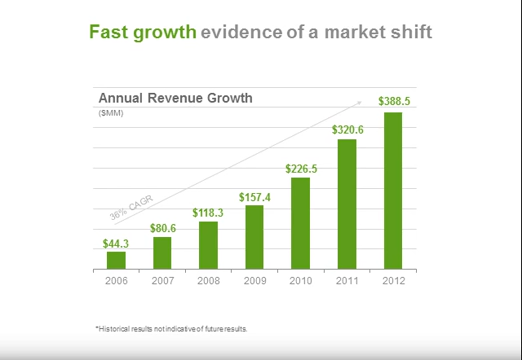 Fast growth evidence of a market shift
Annual Revenue Growth
($MM)
$388.5
$320.6
$226.5
$157.4
$118.3
$80.6
$44.3
36% CAGR
2006 2007 2008 2009 2010 2011 2012
*Historical results not indicative of future results.